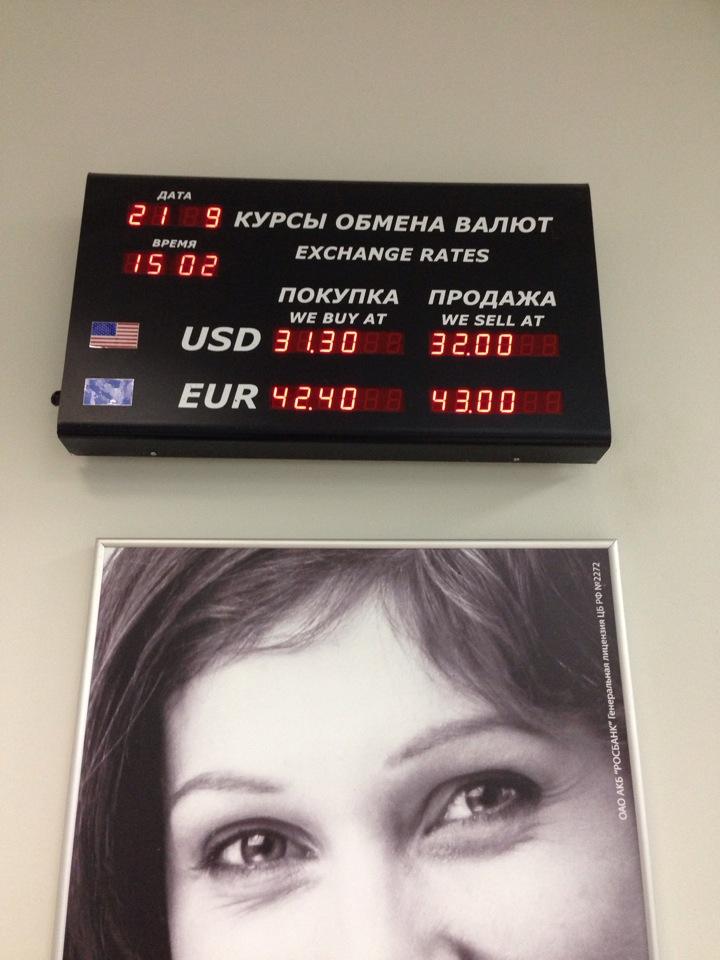 ДАТА
21 9
КУРСЫ ОБМЕНА ВАЛЮТ
ВРЕМЯ
15 02
EXCHANGE RATES
ПОКУПКА ПРОДАЖА
WE BUY AT WE SELL AT
USD 31.30 32.00
EUR 42.40 43.00
ОАО АКБ "РОСБАНК" Генеральная лицензия ЦБ РФ №2272